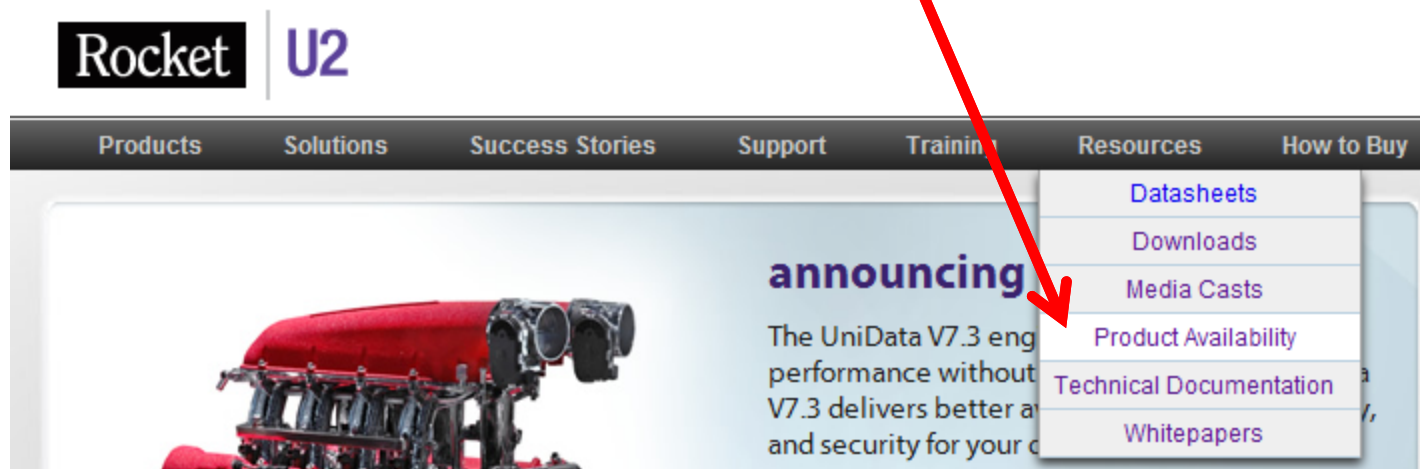 Rocket U2
Products Solutions Success Stories Support Training Resources How to Buy
Datasheets
Downloads
Media Casts
Product Availability
Technical Documentation
Whitepapers
announcing
The UniData V7.3 eng
performance without
V7.3 delivers better a
and security for your